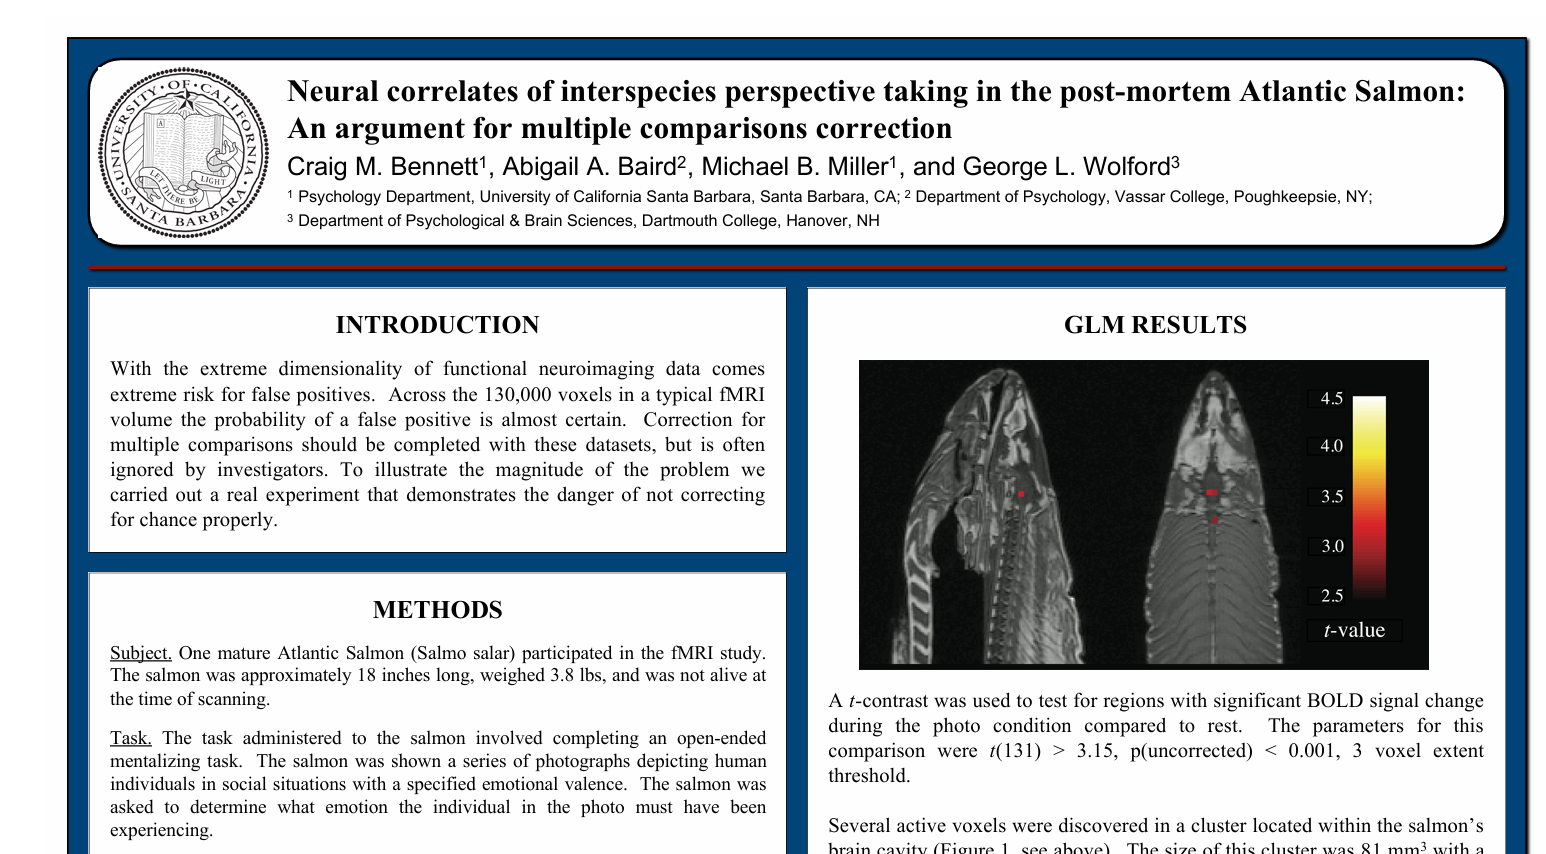 UNIVERSITY·OF·CALIFORNIA
SANTA BARBARA
A
LET THERE BE
LIGHT
Neural correlates of interspecies perspective taking in the post-mortem Atlantic Salmon:
An argument for multiple comparisons correction
Craig M. Bennett¹, Abigail A. Baird², Michael B. Miller¹, and George L. Wolford³
¹ Psychology Department, University of California Santa Barbara, Santa Barbara, CA; ² Department of Psychology, Vassar College, Poughkeepsie, NY;
³ Department of Psychological & Brain Sciences, Dartmouth College, Hanover, NH
INTRODUCTION
With the extreme dimensionality of functional neuroimaging data comes
extreme risk for false positives. Across the 130,000 voxels in a typical fMRI
volume the probability of a false positive is almost certain. Correction for
multiple comparisons should be completed with these datasets, but is often
ignored by investigators. To illustrate the magnitude of the problem we
carried out a real experiment that demonstrates the danger of not correcting
for chance properly.
METHODS
Subject. One mature Atlantic Salmon (Salmo salar) participated in the fMRI study.
The salmon was approximately 18 inches long, weighed 3.8 lbs, and was not alive at
the time of scanning.
Task. The task administered to the salmon involved completing an open-ended
mentalizing task. The salmon was shown a series of photographs depicting human
individuals in social situations with a specified emotional valence. The salmon was
asked to determine what emotion the individual in the photo must have been
experiencing.
GLM RESULTS
4.5
4.0
3.5
3.0
2.5
t-value
A t-contrast was used to test for regions with significant BOLD signal change
during the photo condition compared to rest. The parameters for this
comparison were t(131) > 3.15, p(uncorrected) < 0.001, 3 voxel extent
threshold.
Several active voxels were discovered in a cluster located within the salmon's
brain cavity (Figure 1, see above). The size of this cluster was 81 mm³ with a